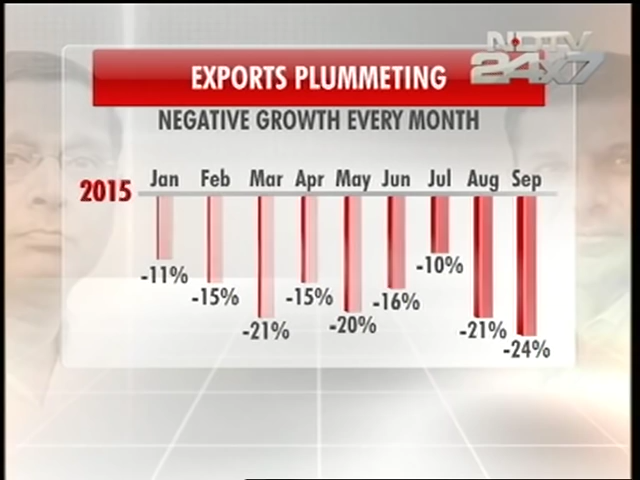 NDTV
24x7
EXPORTS PLUMMETING
NEGATIVE GROWTH EVERY MONTH
2015 Jan Feb Mar Apr May Jun Jul Aug Sep
-11% -15% -21% -15% -20% -16% -10% -21% -24%